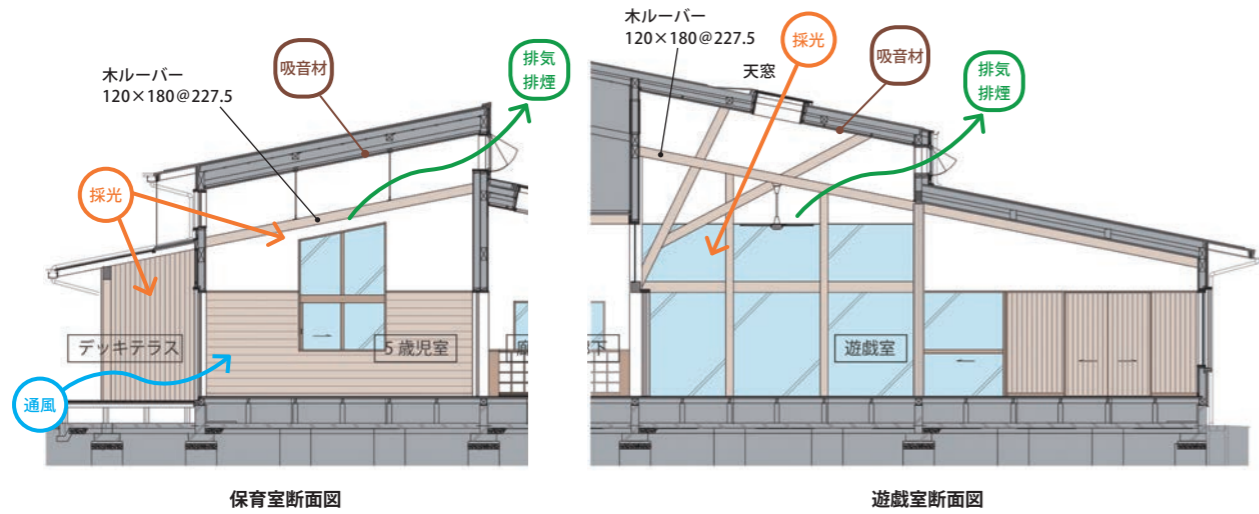 木ルーバー
120×180@227.5
吸音材
排気
排煙
採光
デッキテラス
5歳児室
通風
保育室断面図
木ルーバー
120×180@227.5
採光
天窓
吸音材
排気
排煙
遊戯室
遊戯室断面図